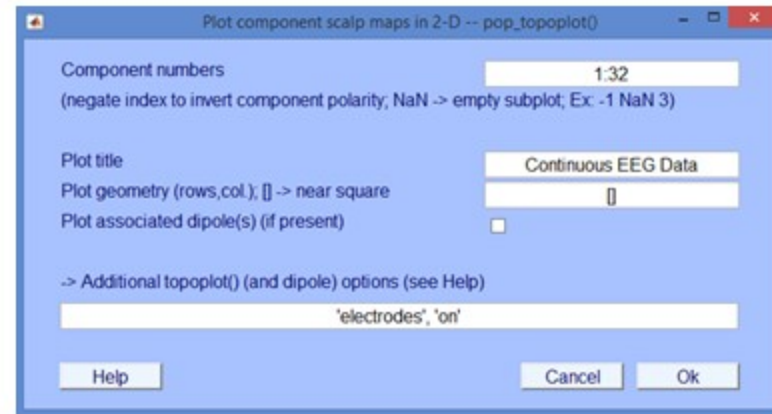 Plot component scalp maps in 2-D -- pop_topoplot()
Component numbers 1:32
(negate index to invert component polarity; NaN -> empty subplot; Ex: -1 NaN 3)
Plot title Continuous EEG Data
Plot geometry (rows,col.); [] -> near square []
Plot associated dipole(s) (if present)
-> Additional topoplot() (and dipole) options (see Help)
'electrodes', 'on'
Help Cancel Ok